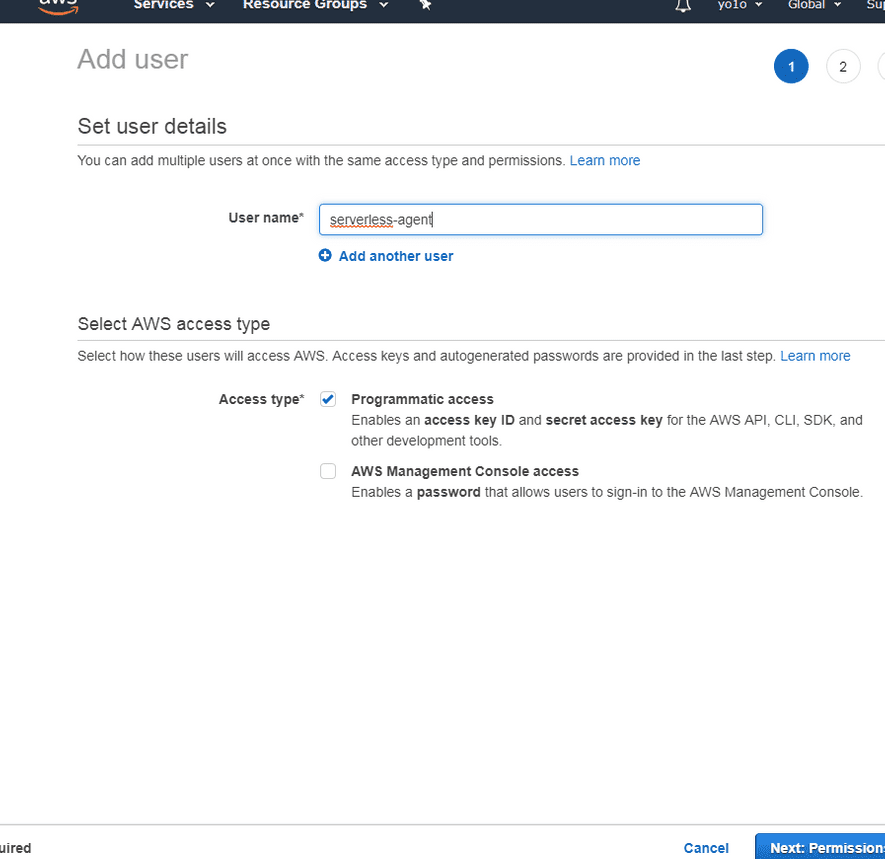 aws Services Resource Groups yolo Global Sup
Add user
1 2
Set user details
You can add multiple users at once with the same access type and permissions. Learn more
User name* serverless-agent
Add another user
Select AWS access type
Select how these users will access AWS. Access keys and autogenerated passwords are provided in the last step. Learn more
Access type* Programmatic access
Enables an access key ID and secret access key for the AWS API, CLI, SDK, and
other development tools.
AWS Management Console access
Enables a password that allows users to sign-in to the AWS Management Console.
uired Cancel Next: Permission